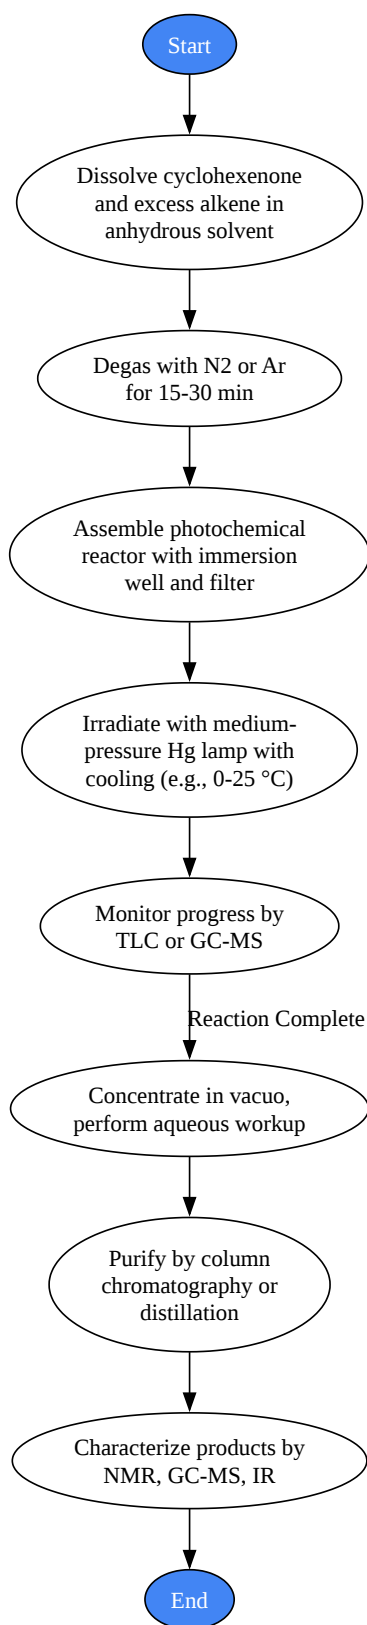 Start
Dissolve cyclohexenone
and excess alkene in
anhydrous solvent
Degas with N2 or Ar
for 15-30 min
Assemble photochemical
reactor with immersion
well and filter
Irradiate with medium-
pressure Hg lamp with
cooling (e.g., 0-25 °C)
Monitor progress by
TLC or GC-MS
Reaction Complete
Concentrate in vacuo,
perform aqueous workup
Purify by column
chromatography or
distillation
Characterize products by
NMR, GC-MS, IR
End